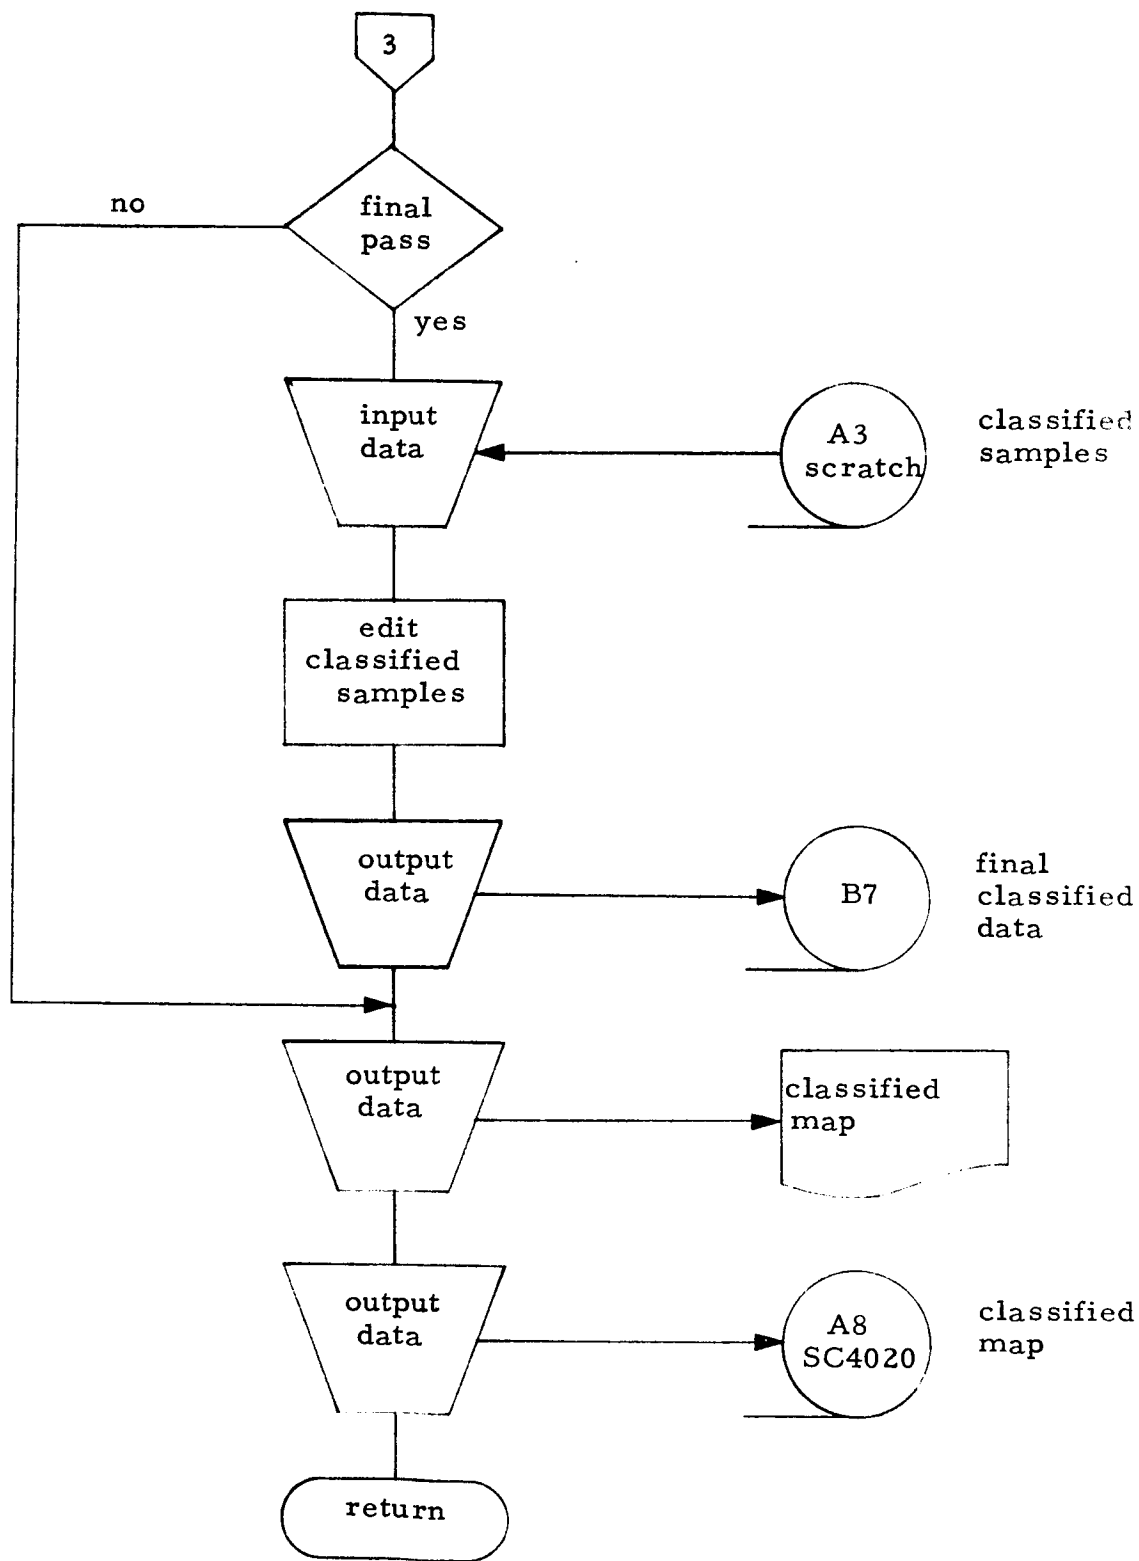 3
no
final
pass
yes
input
data
A3
scratch
classified
samples
edit
classified
samples
output
data
B7
final
classified
data
output
data
classified
map
output
data
A8
SC4020
classified
map
return